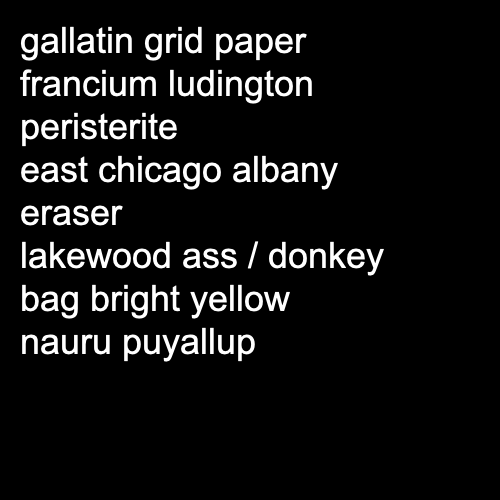 gallatin grid paper
francium ludington
peristerite
east chicago albany
eraser
lakewood ass / donkey
bag bright yellow
nauru puyallup